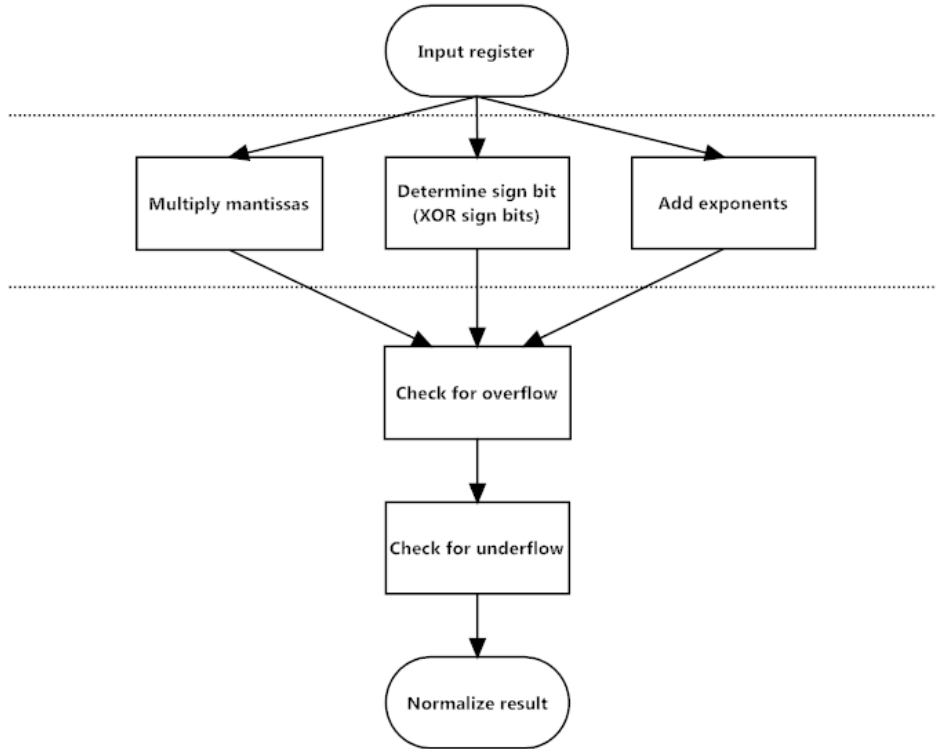 Input register
Multiply mantissas
Determine sign bit
(XOR sign bits)
Add exponents
Check for overflow
Check for underflow
Normalize result